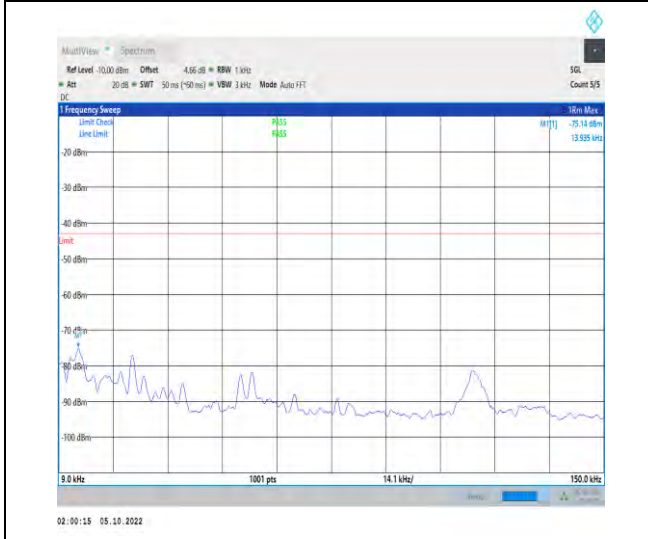 MultiView Spectrum
Ref Level -10.00 dBm Offset 4.66 dB RBW 1 kHz SGL
Att 20 dB SWT 50 ms (~50 ms) VBW 3 kHz Mode Auto FFT Count 5/5
DC
1 Frequency Sweep 1Rm Max
Limit Check PASS M1[1] -75.14 dBm
Line Limit PASS 13.935 kHz
-20 dBm
-30 dBm
-40 dBm
Limit
-50 dBm
-60 dBm
-70 dBm
M1
-80 dBm
-90 dBm
-100 dBm
9.0 kHz 1001 pts 14.1 kHz/ 150.0 kHz
02:00:15 05.10.2022